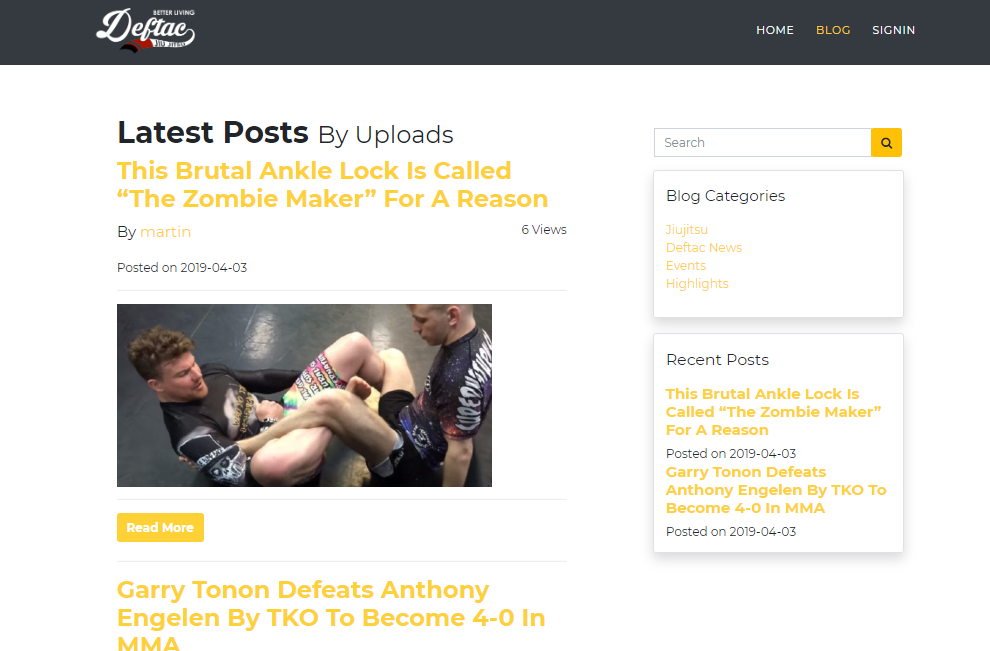 BETTER LIVING
Deftac
HOME BLOG SIGNIN
Latest Posts By Uploads
This Brutal Ankle Lock Is Called
“The Zombie Maker” For A Reason
By martin
6 Views
Posted on 2019-04-03
Read More
Garry Tonon Defeats Anthony
Engelen By TKO To Become 4-0 In
MMA
Search
Blog Categories
Jiujitsu
Deftac News
Events
Highlights
Recent Posts
This Brutal Ankle Lock Is
Called “The Zombie Maker”
For A Reason
Posted on 2019-04-03
Garry Tonon Defeats
Anthony Engelen By TKO To
Become 4-0 In MMA
Posted on 2019-04-03